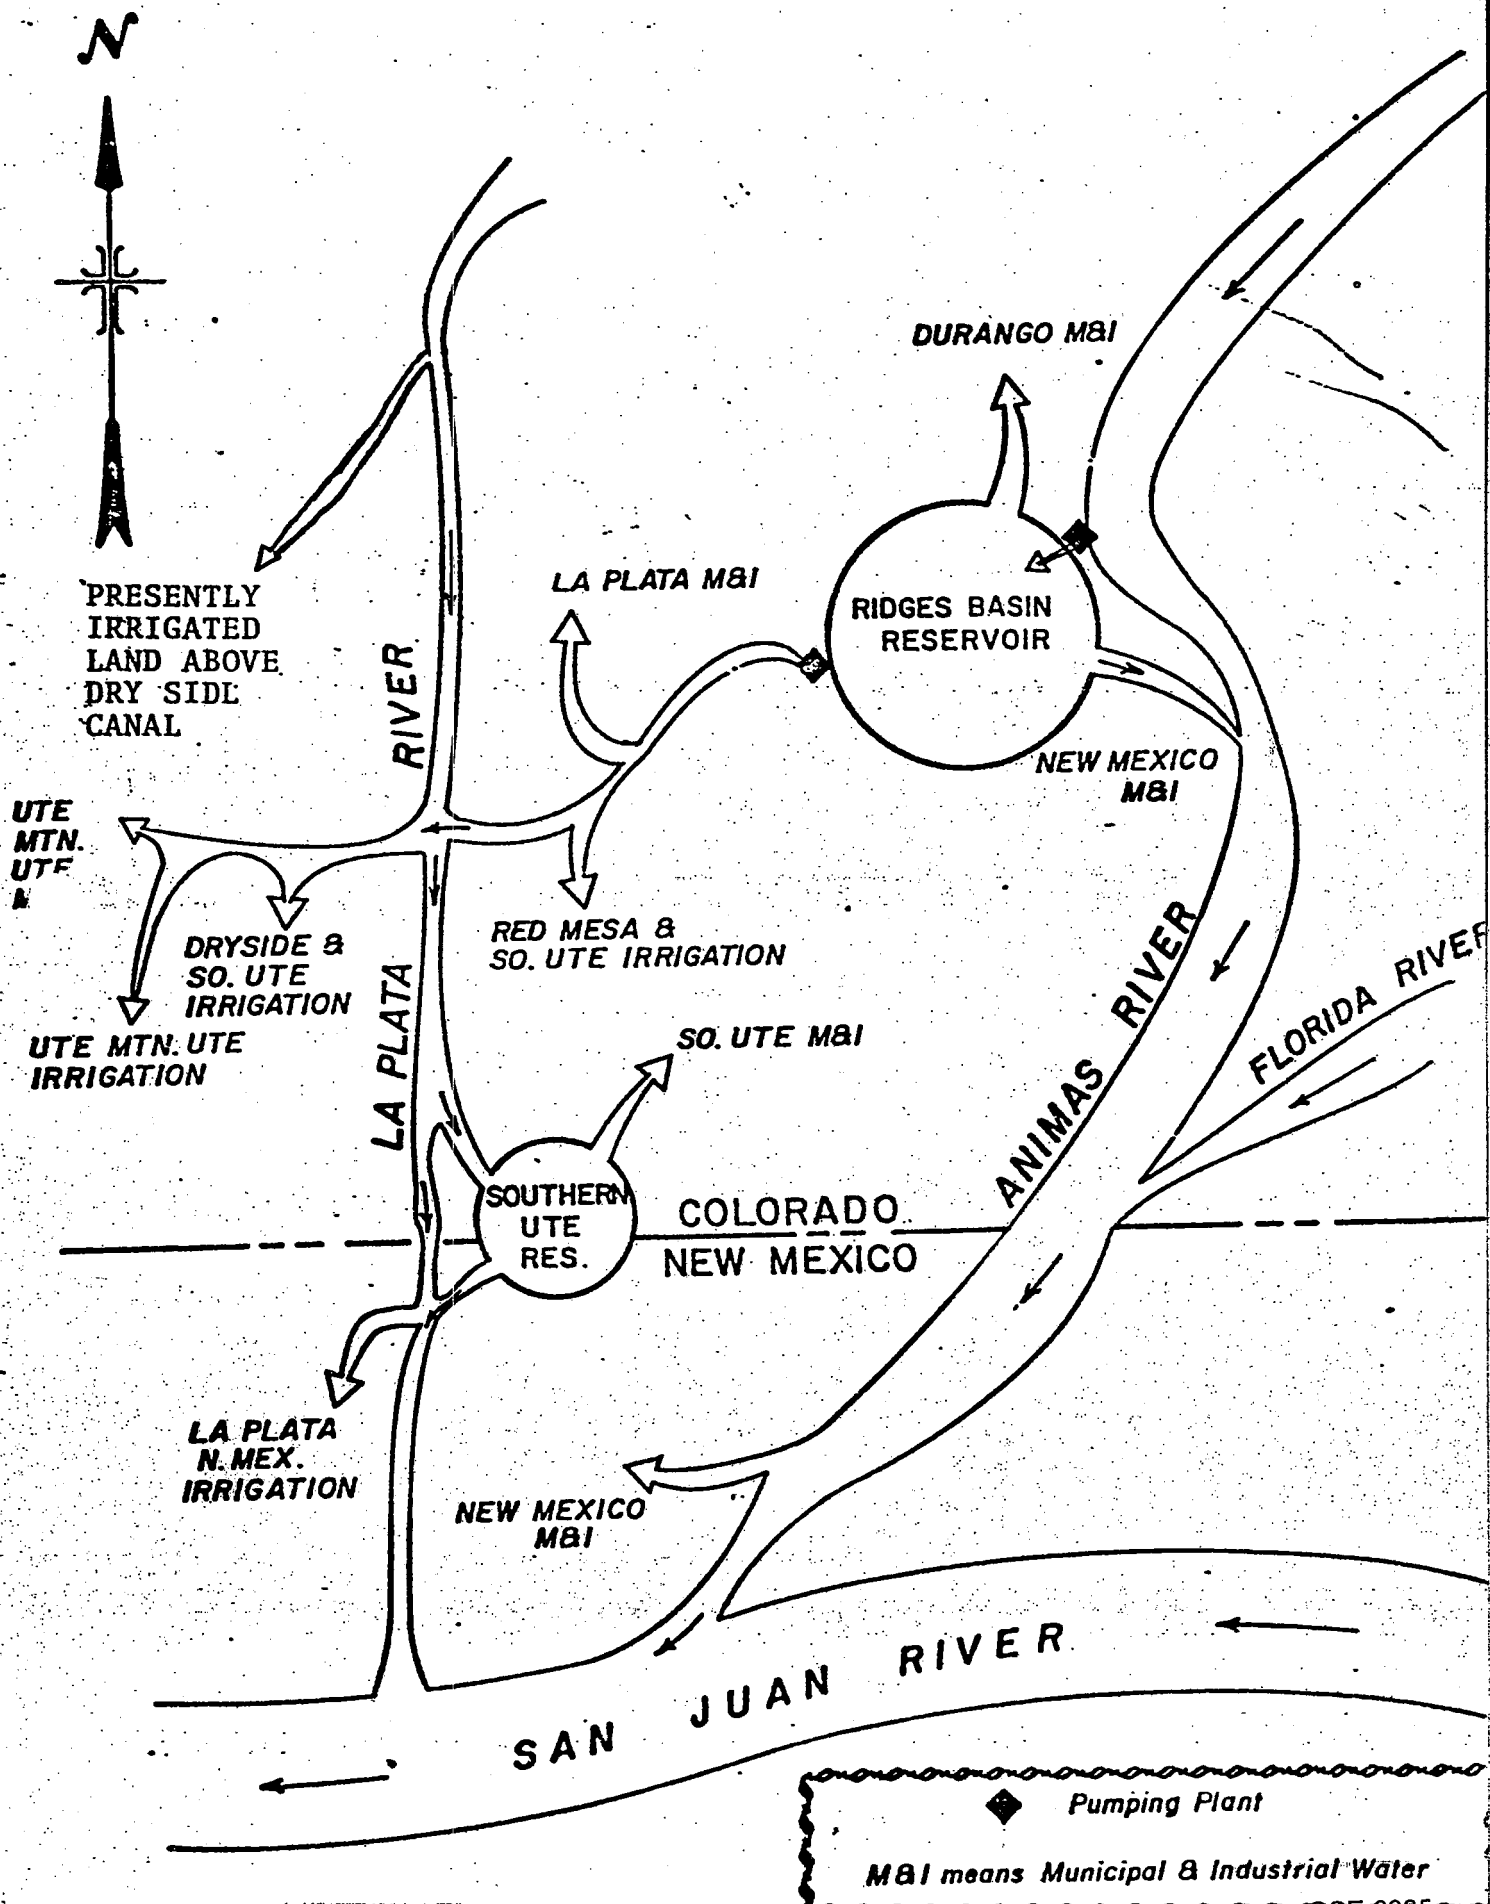 N
DURANGO M&I
PRESENTLY
IRRIGATED
LAND ABOVE
DRY SIDE
CANAL
LA PLATA M&I
RIDGES BASIN
RESERVOIR
NEW MEXICO
M&I
LA PLATA RIVER
UTE
MTN.
UTE
DRYSIDE &
SO. UTE
IRRIGATION
UTE MTN. UTE
IRRIGATION
RED MESA &
SO. UTE IRRIGATION
SO. UTE M&I
ANIMAS RIVER
FLORIDA RIVER
SOUTHERN
UTE
RES.
COLORADO
NEW MEXICO
LA PLATA
N. MEX.
IRRIGATION
NEW MEXICO
M&I
SAN JUAN RIVER
Pumping Plant
M&I means Municipal & Industrial Water